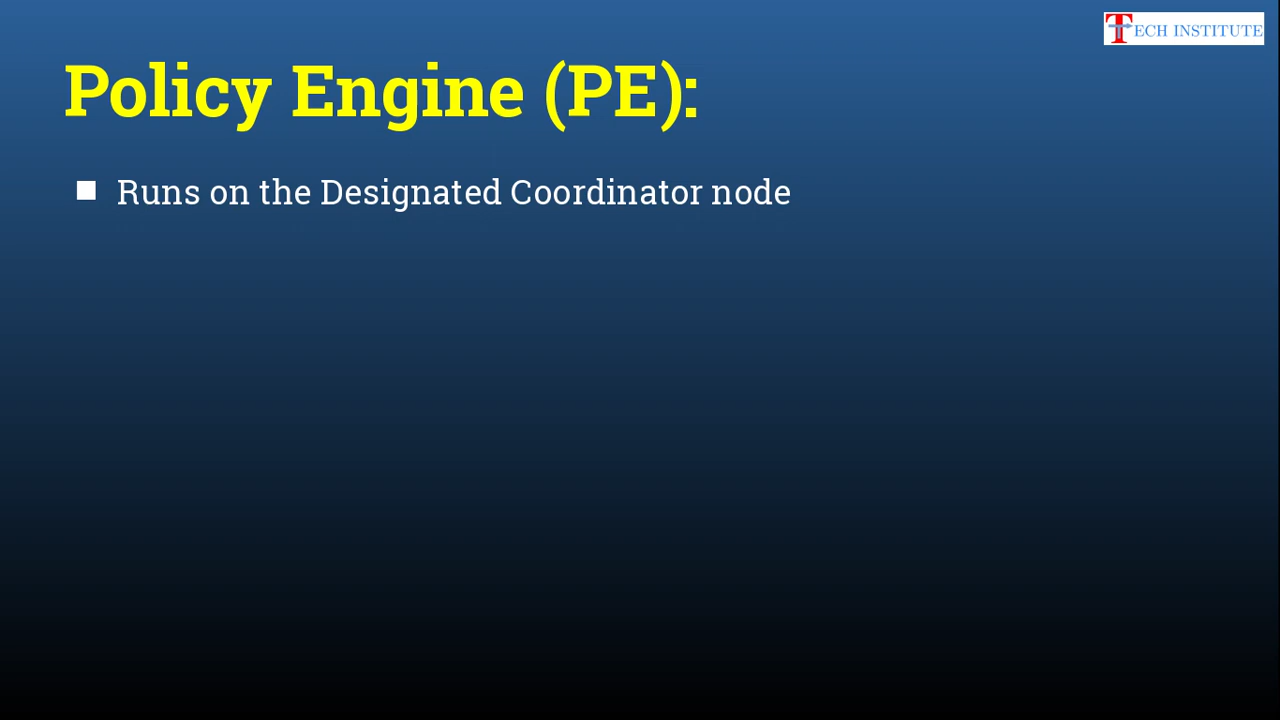 TECH INSTITUTE
Policy Engine (PE):
Runs on the Designated Coordinator node